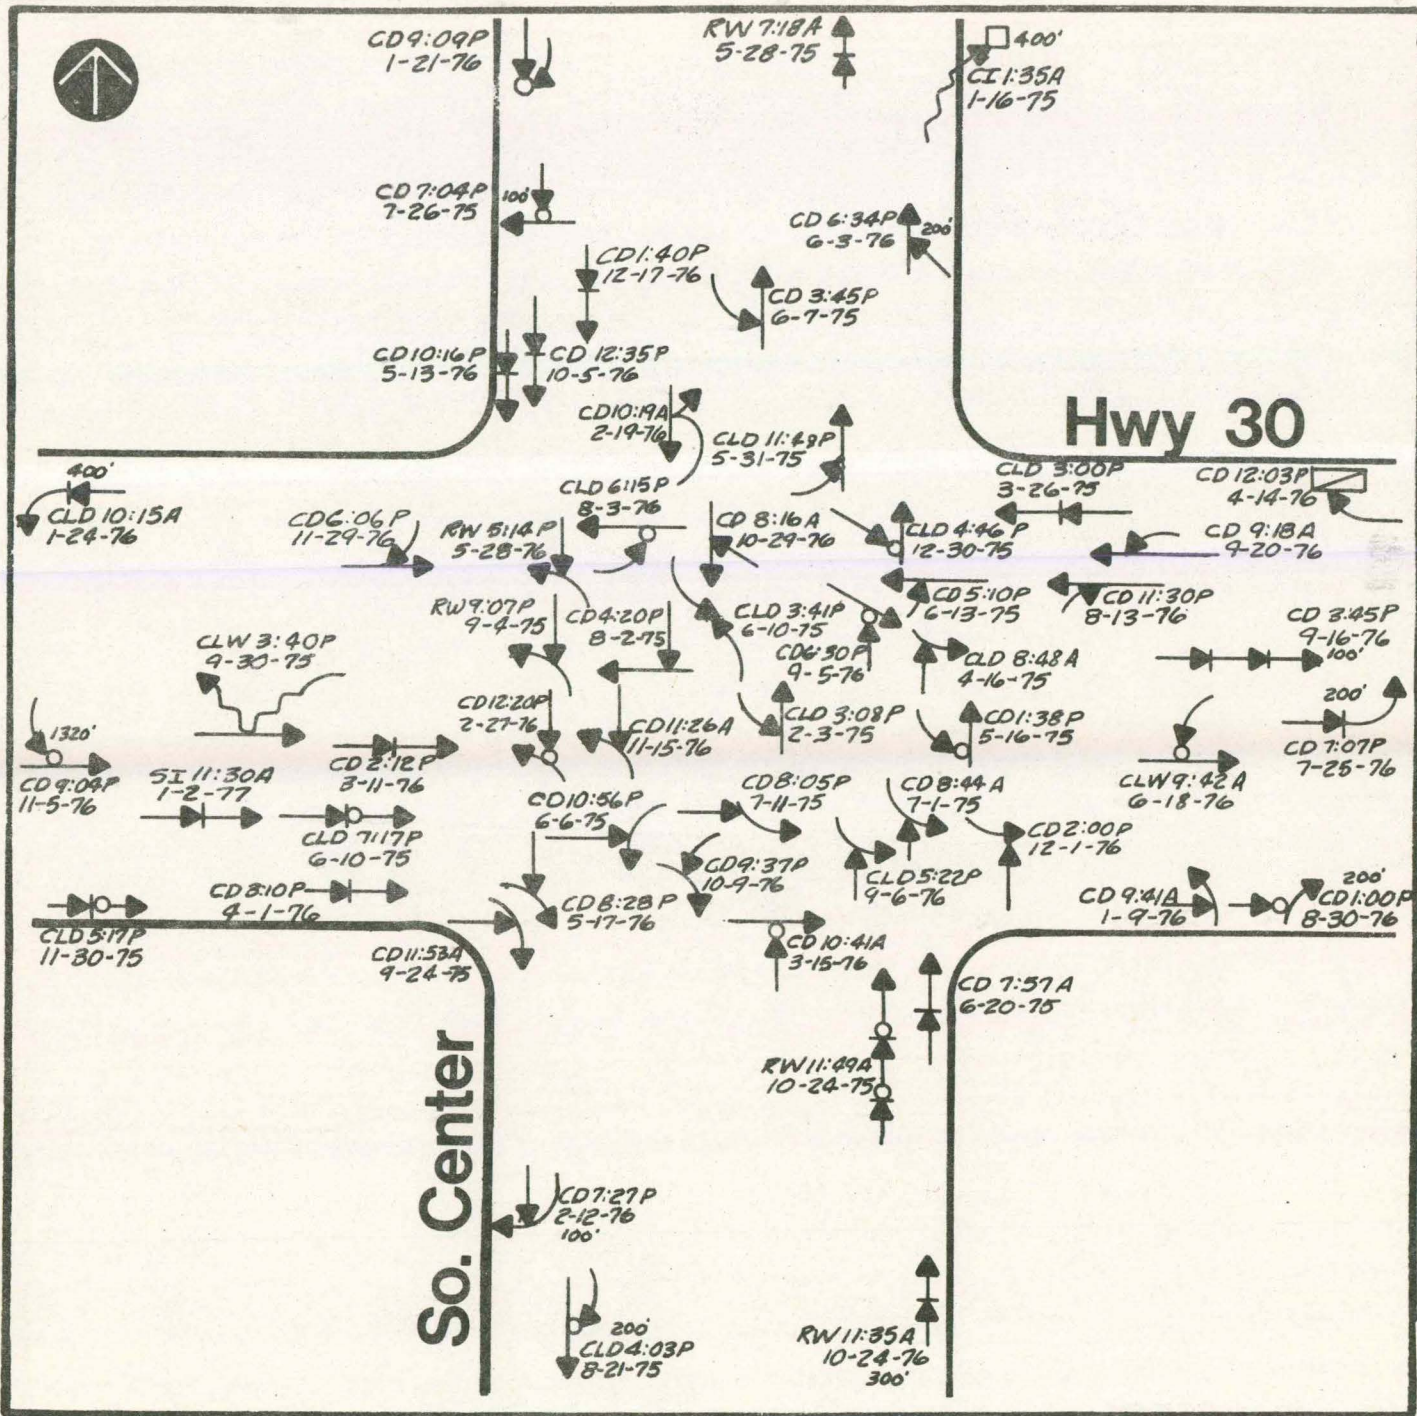 CD 9:09P
1-21-76
RW 7:18A
5-28-75
400'
CI 1:35A
1-16-75
CD 7:04P
7-26-75
100'
CD 6:34P
6-3-76
200'
CD 1:40P
12-17-76
CD 3:45P
6-7-75
CD 10:16P
5-13-76
CD 12:35P
10-5-76
CD 10:19A
2-19-76
CLD 11:49P
5-31-75
Hwy 30
400'
CLD 10:15A
1-24-76
CLD 6:15P
8-3-76
CLD 3:00P
3-26-75
CD 12:03P
4-14-76
CD 6:06P
11-29-76
RW 5:14P
5-28-76
CD 8:16A
10-29-76
CLD 4:46P
12-30-75
CD 9:18A
9-20-76
RW 9:07P
9-4-75
CD 4:20P
8-2-75
CLD 3:41P
6-10-75
CD 5:10P
6-13-75
CD 11:30P
8-13-76
CD 3:45P
9-16-76
100'
CLW 3:40P
9-30-75
CD 6:30P
9-5-76
CLD 8:48A
4-16-75
CD 12:20P
2-27-76
CD 11:26A
11-15-76
CLD 3:08P
2-3-75
CD 1:38P
5-16-75
200'
CD 7:07P
7-25-76
1320'
CD 9:04P
11-5-76
SI 11:30A
1-2-77
CD 2:12P
3-11-76
CLW 9:42A
6-18-76
CD 10:56P
6-6-75
CD 8:05P
7-11-75
CD 8:44A
7-1-75
CLD 7:17P
6-10-75
CD 2:00P
12-1-76
CD 9:37P
10-9-76
CLD 5:22P
9-6-76
CD 8:10P
4-1-76
CD 8:28P
5-17-76
CD 9:41A
1-9-76
200'
CD 1:00P
8-30-76
CLD 5:17P
11-30-75
CD 11:53A
9-24-75
CD 10:41A
3-15-76
CD 7:57A
6-20-75
RW 11:49A
10-24-75
So. Center
CD 7:27P
2-12-76
100'
200'
CLD 4:03P
8-21-75
RW 11:35A
10-24-76
300'